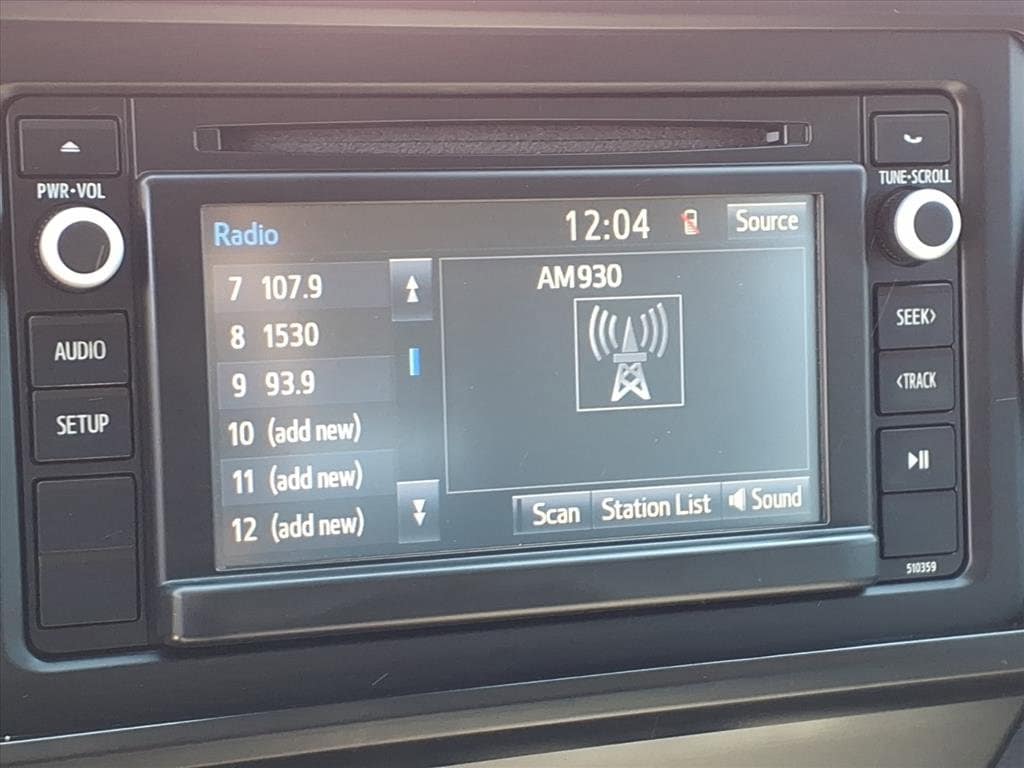 PWR•VOL
AUDIO
SETUP
Radio
12:04
Source
7 107.9
8 1530
9 93.9
10 (add new)
11 (add new)
12 (add new)
AM930
Scan
Station List
Sound
TUNE•SCROLL
SEEK>
<TRACK
510359